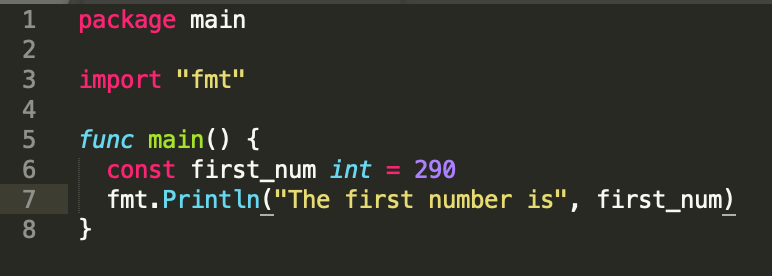 1 package main
2
3 import "fmt"
4
5 func main() {
6 const first_num int = 290
7 fmt.Println("The first number is", first_num)
8 }